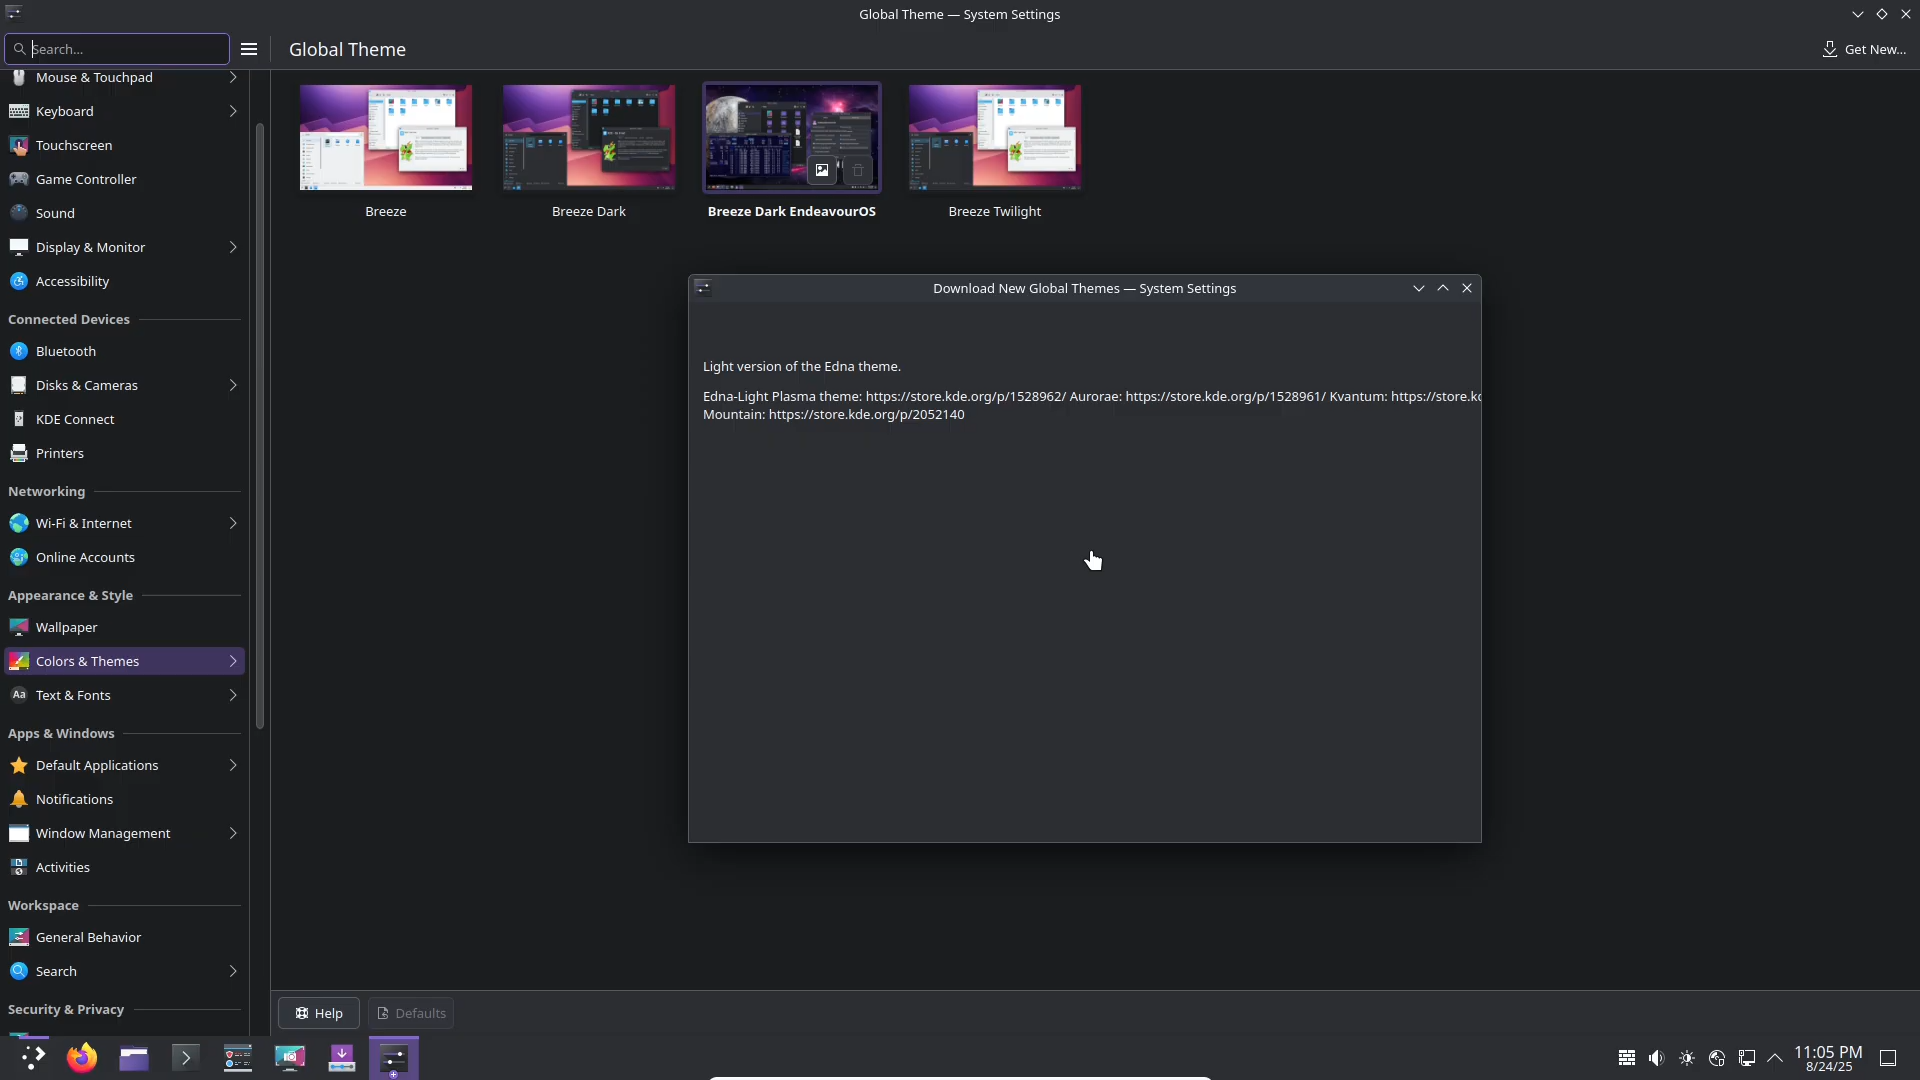 Global Theme — System Settings
Search...
Global Theme
Get New...
Mouse & Touchpad
Keyboard
Touchscreen
Game Controller
Sound
Display & Monitor
Accessibility
Connected Devices
Bluetooth
Disks & Cameras
KDE Connect
Printers
Networking
Wi-Fi & Internet
Online Accounts
Appearance & Style
Wallpaper
Colors & Themes
Aa Text & Fonts
Apps & Windows
Default Applications
Notifications
Window Management
Activities
Workspace
General Behavior
Search
Security & Privacy
Breeze
Breeze Dark
Breeze Dark EndeavourOS
Breeze Twilight
Download New Global Themes — System Settings
Light version of the Edna theme.
Edna-Light Plasma theme: https://store.kde.org/p/1528962/ Aurorae: https://store.kde.org/p/1528961/ Kvantum: https://store.kd
Mountain: https://store.kde.org/p/2052140
Help
Defaults
11:05 PM
8/24/25